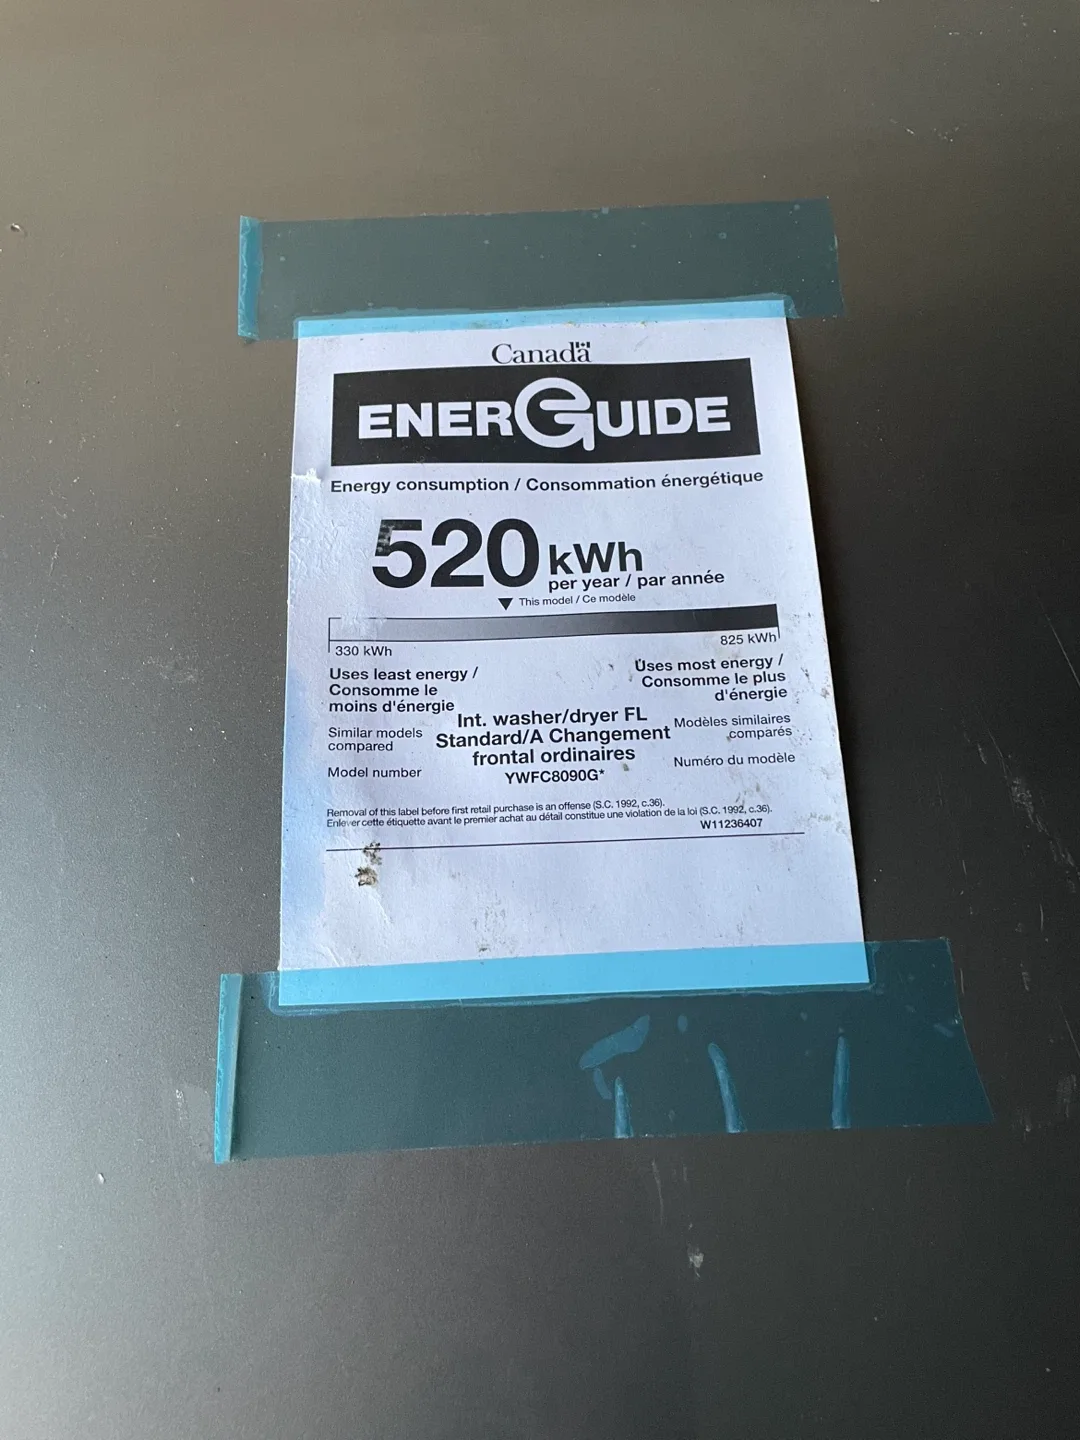 Canada
ENERGUIDE
Energy consumption / Consommation énergétique
520 kWh
per year / par année
This model / Ce modèle
330 kWh
825 kWh
Uses least energy /
Consomme le
moins d'énergie
Uses most energy /
Consomme le plus
d'énergie
Similar models
compared
Int. washer/dryer FL
Standard/A Changement
frontal ordinaires
Modèles similaires
comparés
Model number
YWFC8090G*
Numéro du modèle
Removal of this label before first retail purchase is an offense (S.C. 1992, c.36).
Enlever cette étiquette avant le premier achat au détail constitue une violation de la loi (S.C. 1992, c.36).
W11236407